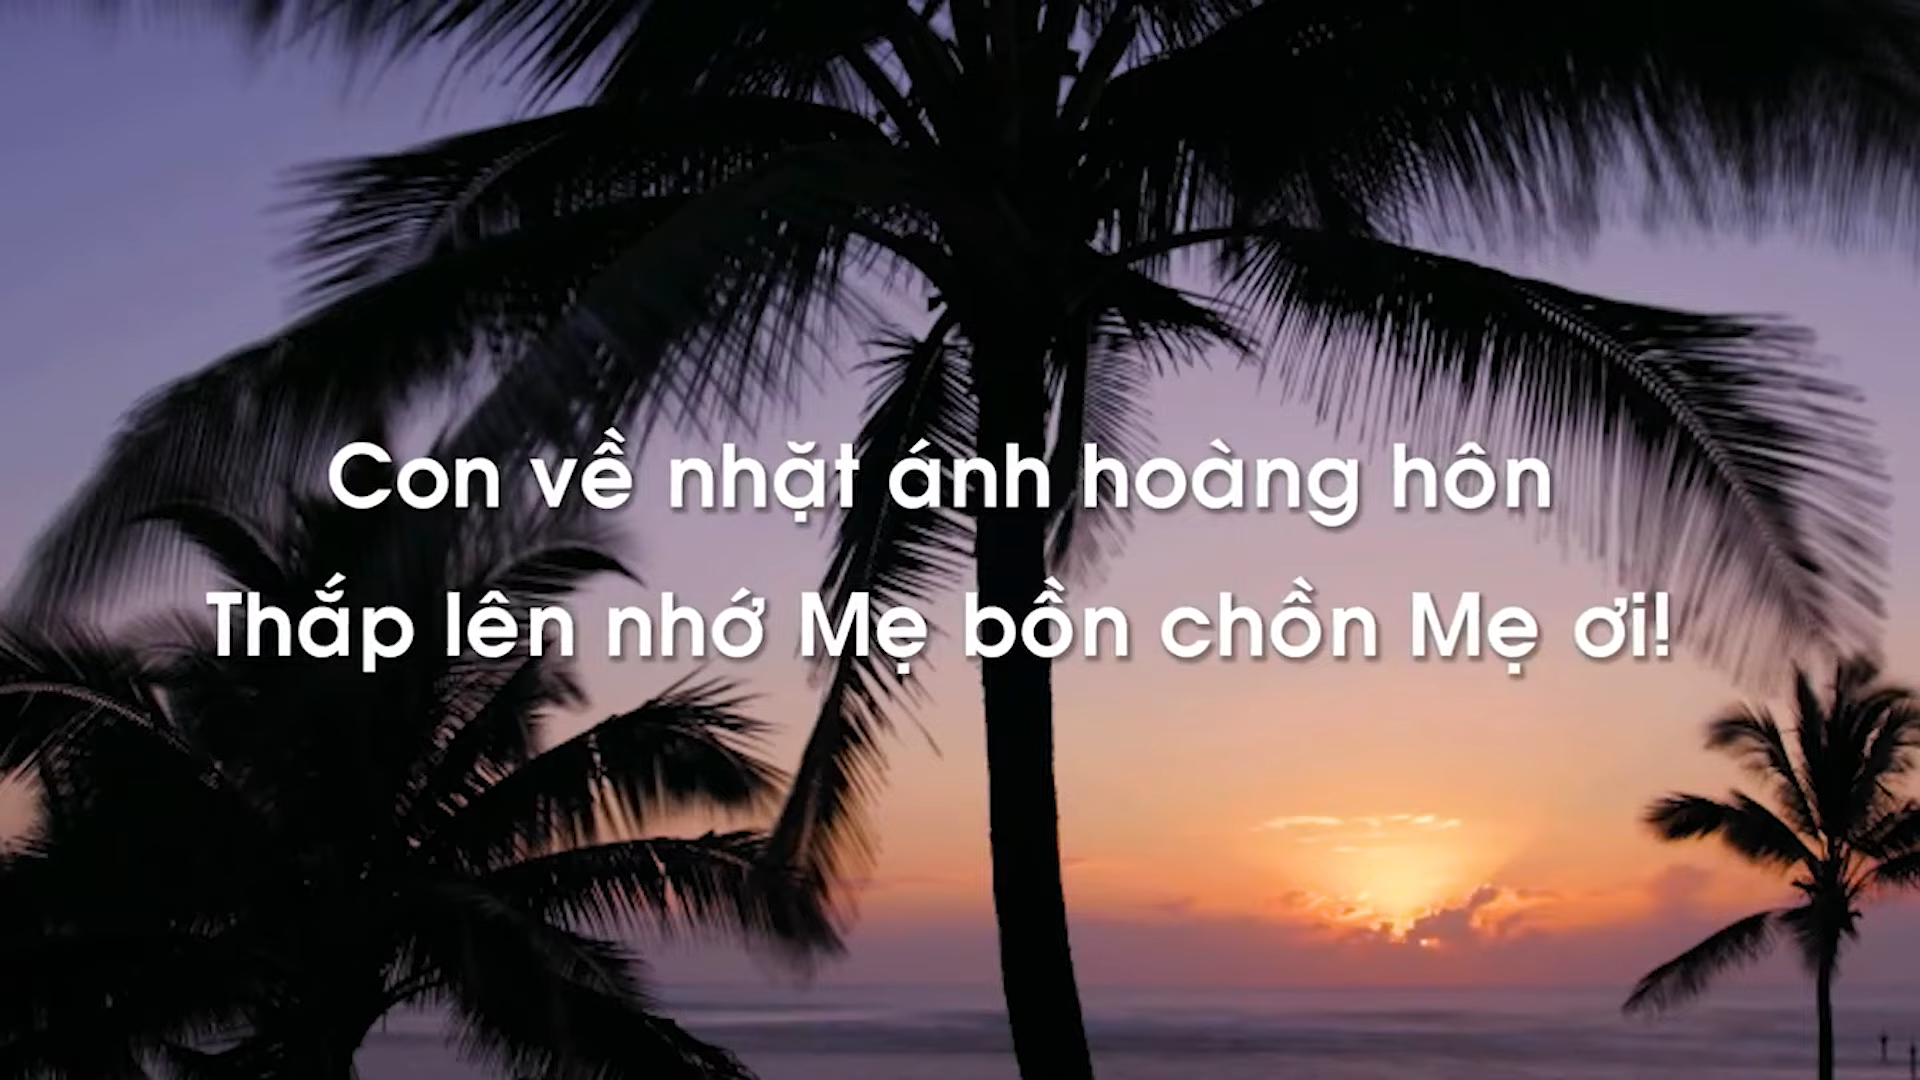 Con về nhặt ánh hoàng hôn
Thắp lên nhớ Mẹ bồn chồn Mẹ ơi!